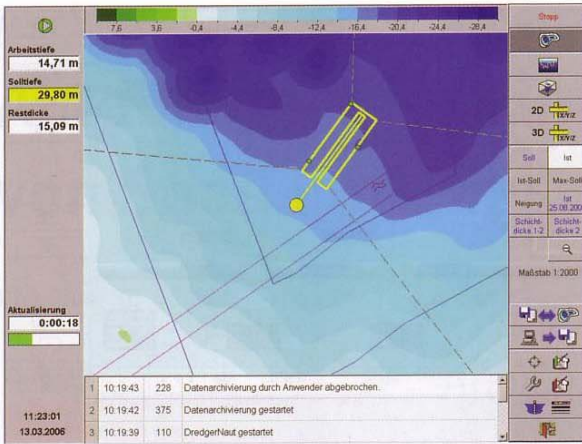 7,6 3,6 -0,4 -4,4 -8,4 -12,4 -16,4 -20,4 -24,4 -28,4
Arbeitstiefe
14,71 m
Solltiefe
29,80 m
Restdicke
15,09 m
Aktualisierung
0:00:18
11:23:01
13.03.2006
1 10:19:43 228 Datenarchivierung durch Anwender abgebrochen.
2 10:19:42 375 Datenarchivierung gestartet
3 10:19:39 110 DredgerNaut gestartet
Stopp
2D X/Y/Z
3D X/Y/Z
Soll Ist
Ist-Soll Max-Soll
Neigung Ist
25.08.200
Schicht-
dicke 1-2
Schicht-
dicke 2
Maßstab 1:2000